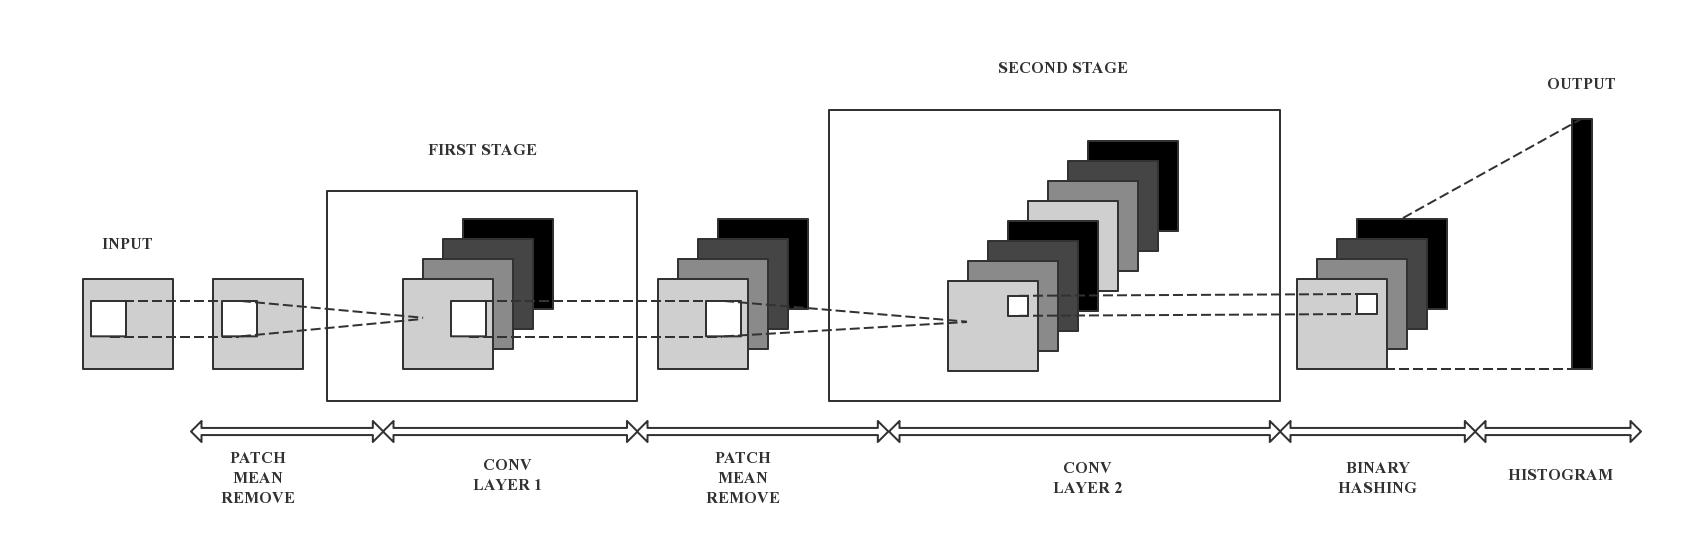 SECOND STAGE
OUTPUT
FIRST STAGE
INPUT
PATCH
MEAN
REMOVE
CONV
LAYER 1
PATCH
MEAN
REMOVE
CONV
LAYER 2
BINARY
HASHING
HISTOGRAM